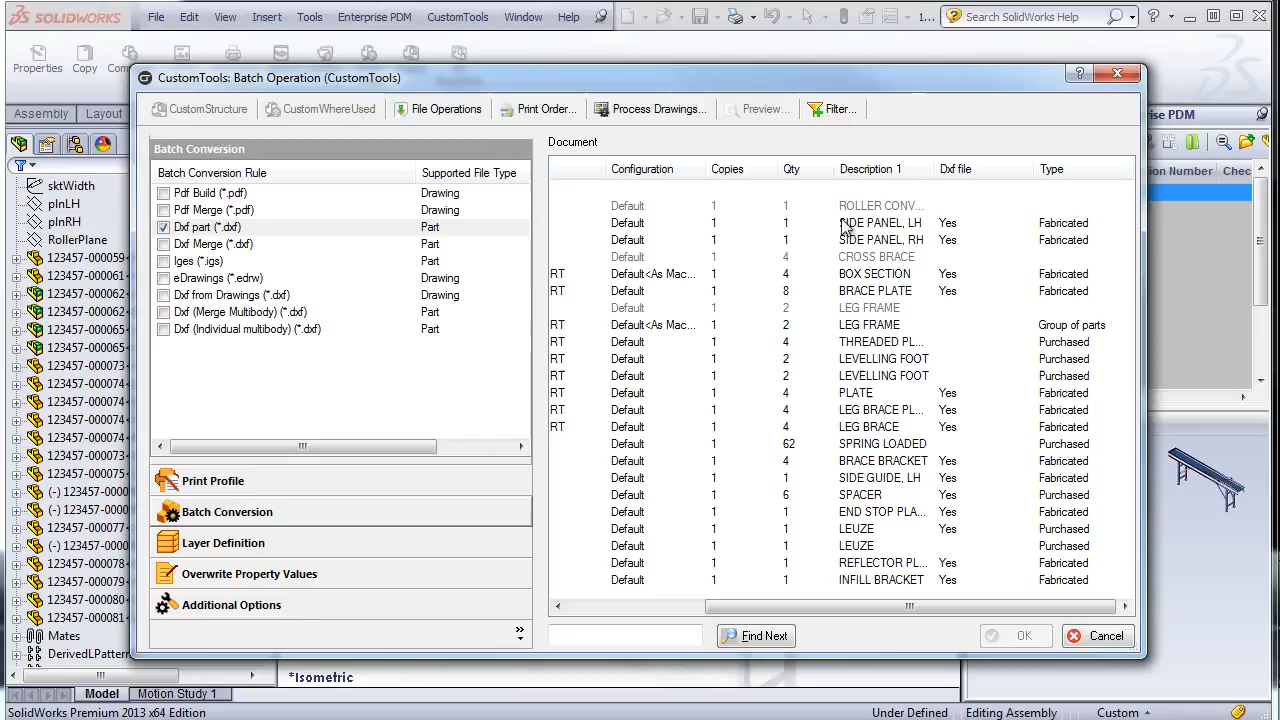 SOLIDWORKS File Edit View Insert Tools Enterprise PDM CustomTools Window Help 1... Search SolidWorks Help
Properties Copy
CustomTools: Batch Operation (CustomTools)
CustomStructure CustomWhereUsed File Operations Print Order... Process Drawings... Preview... Filter...
Assembly Layout
Batch Conversion
Batch Conversion Rule Supported File Type
Pdf Build (*.pdf) Drawing
Pdf Merge (*.pdf) Drawing
Dxf part (*.dxf) Part
Dxf Merge (*.dxf) Part
Iges (*.igs) Part
eDrawings (*.edrw) Drawing
Dxf from Drawings (*.dxf) Drawing
Dxf (Merge Multibody) (*.dxf) Part
Dxf (Individual multibody) (*.dxf) Part
Print Profile
Batch Conversion
Layer Definition
Overwrite Property Values
Additional Options
Document
Configuration Copies Qty Description 1 Dxf file Type
Default 1 1 ROLLER CONV...
Default 1 1 SIDE PANEL, LH Yes Fabricated
Default 1 1 SIDE PANEL, RH Yes Fabricated
Default 1 4 CROSS BRACE
RT Default<As Mac... 1 4 BOX SECTION Yes Fabricated
RT Default 1 8 BRACE PLATE Yes Fabricated
Default 1 2 LEG FRAME
RT Default<As Mac... 1 2 LEG FRAME Group of parts
RT Default 1 4 THREADED PL... Purchased
RT Default 1 2 LEVELLING FOOT Purchased
RT Default 1 2 LEVELLING FOOT Purchased
RT Default 1 4 PLATE Yes Fabricated
RT Default 1 4 LEG BRACE PL... Yes Fabricated
RT Default 1 4 LEG BRACE Yes Fabricated
Default 1 62 SPRING LOADED Purchased
Default 1 4 BRACE BRACKET Yes Fabricated
Default 1 1 SIDE GUIDE, LH Yes Fabricated
Default 1 6 SPACER Yes Purchased
Default 1 1 END STOP PLA... Yes Fabricated
Default 1 1 LEUZE Yes Purchased
Default 1 1 LEUZE Purchased
Default 1 1 REFLECTOR PL... Yes Fabricated
Default 1 1 INFILL BRACKET Yes Fabricated
Find Next OK Cancel
sktWidth
plnLH
plnRH
RollerPlane
123457-000059
123457-000061
123457-000062
123457-000065
123457-000065
123457-000073
123457-000074
123457-000074
123457-000074
123457-000074
123457-000074
123457-000075
123457-000076
(-) 123457-000
(-) 123457-000
123457-000077
(-) 123457-000
123457-000078
123457-000079
123457-000080
123457-000081
Mates
DerivedLPattern
rise PDM
ion Number Chec
*Isometric
Model Motion Study 1
SolidWorks Premium 2013 x64 Edition Under Defined Editing Assembly Custom